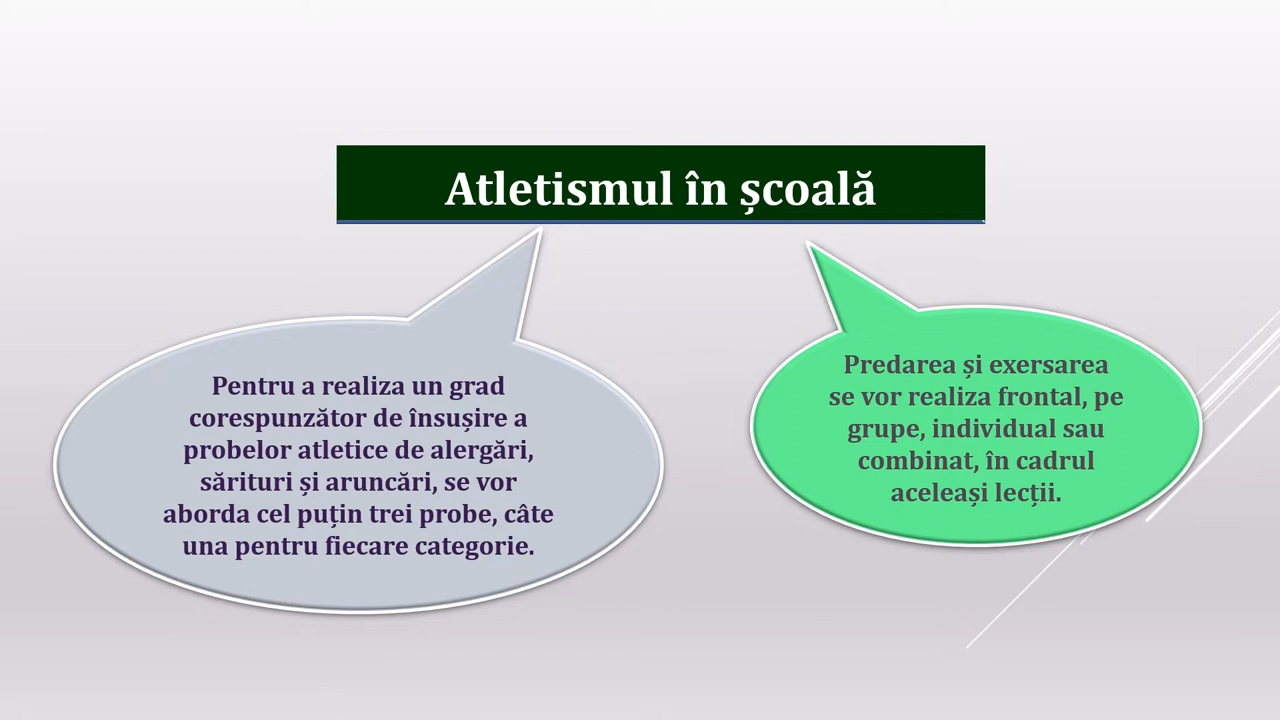 Atletismul în școală
Pentru a realiza un grad
corespunzător de însușire a
probelor atletice de alergări,
sărituri și aruncări, se vor
aborda cel puțin trei probe, câte
una pentru fiecare categorie.
Predarea și exersarea
se vor realiza frontal, pe
grupe, individual sau
combinat, în cadrul
aceleași lecții.